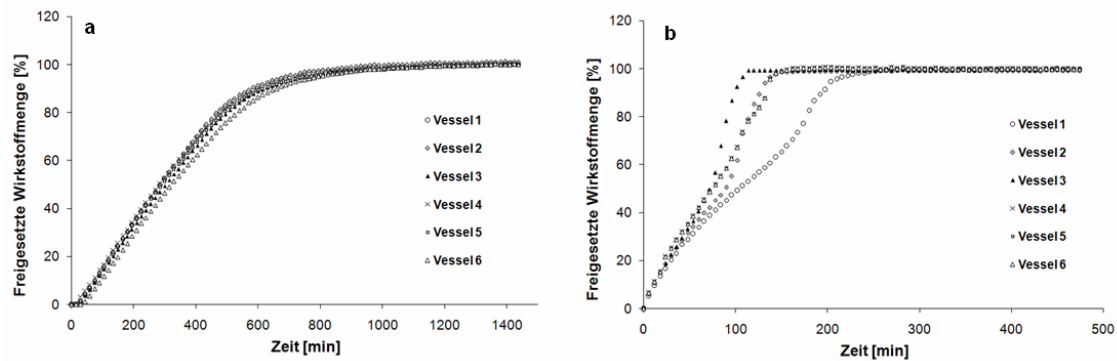 a
Freigesetzte Wirkstoffmenge [%]
120
100
80
60
40
20
0
0 200 400 600 800 1000 1200 1400
Zeit [min]
Vessel 1
Vessel 2
Vessel 3
Vessel 4
Vessel 5
Vessel 6
b
Freigesetzte Wirkstoffmenge [%]
120
100
80
60
40
20
0
0 100 200 300 400 500
Zeit [min]
Vessel 1
Vessel 2
Vessel 3
Vessel 4
Vessel 5
Vessel 6